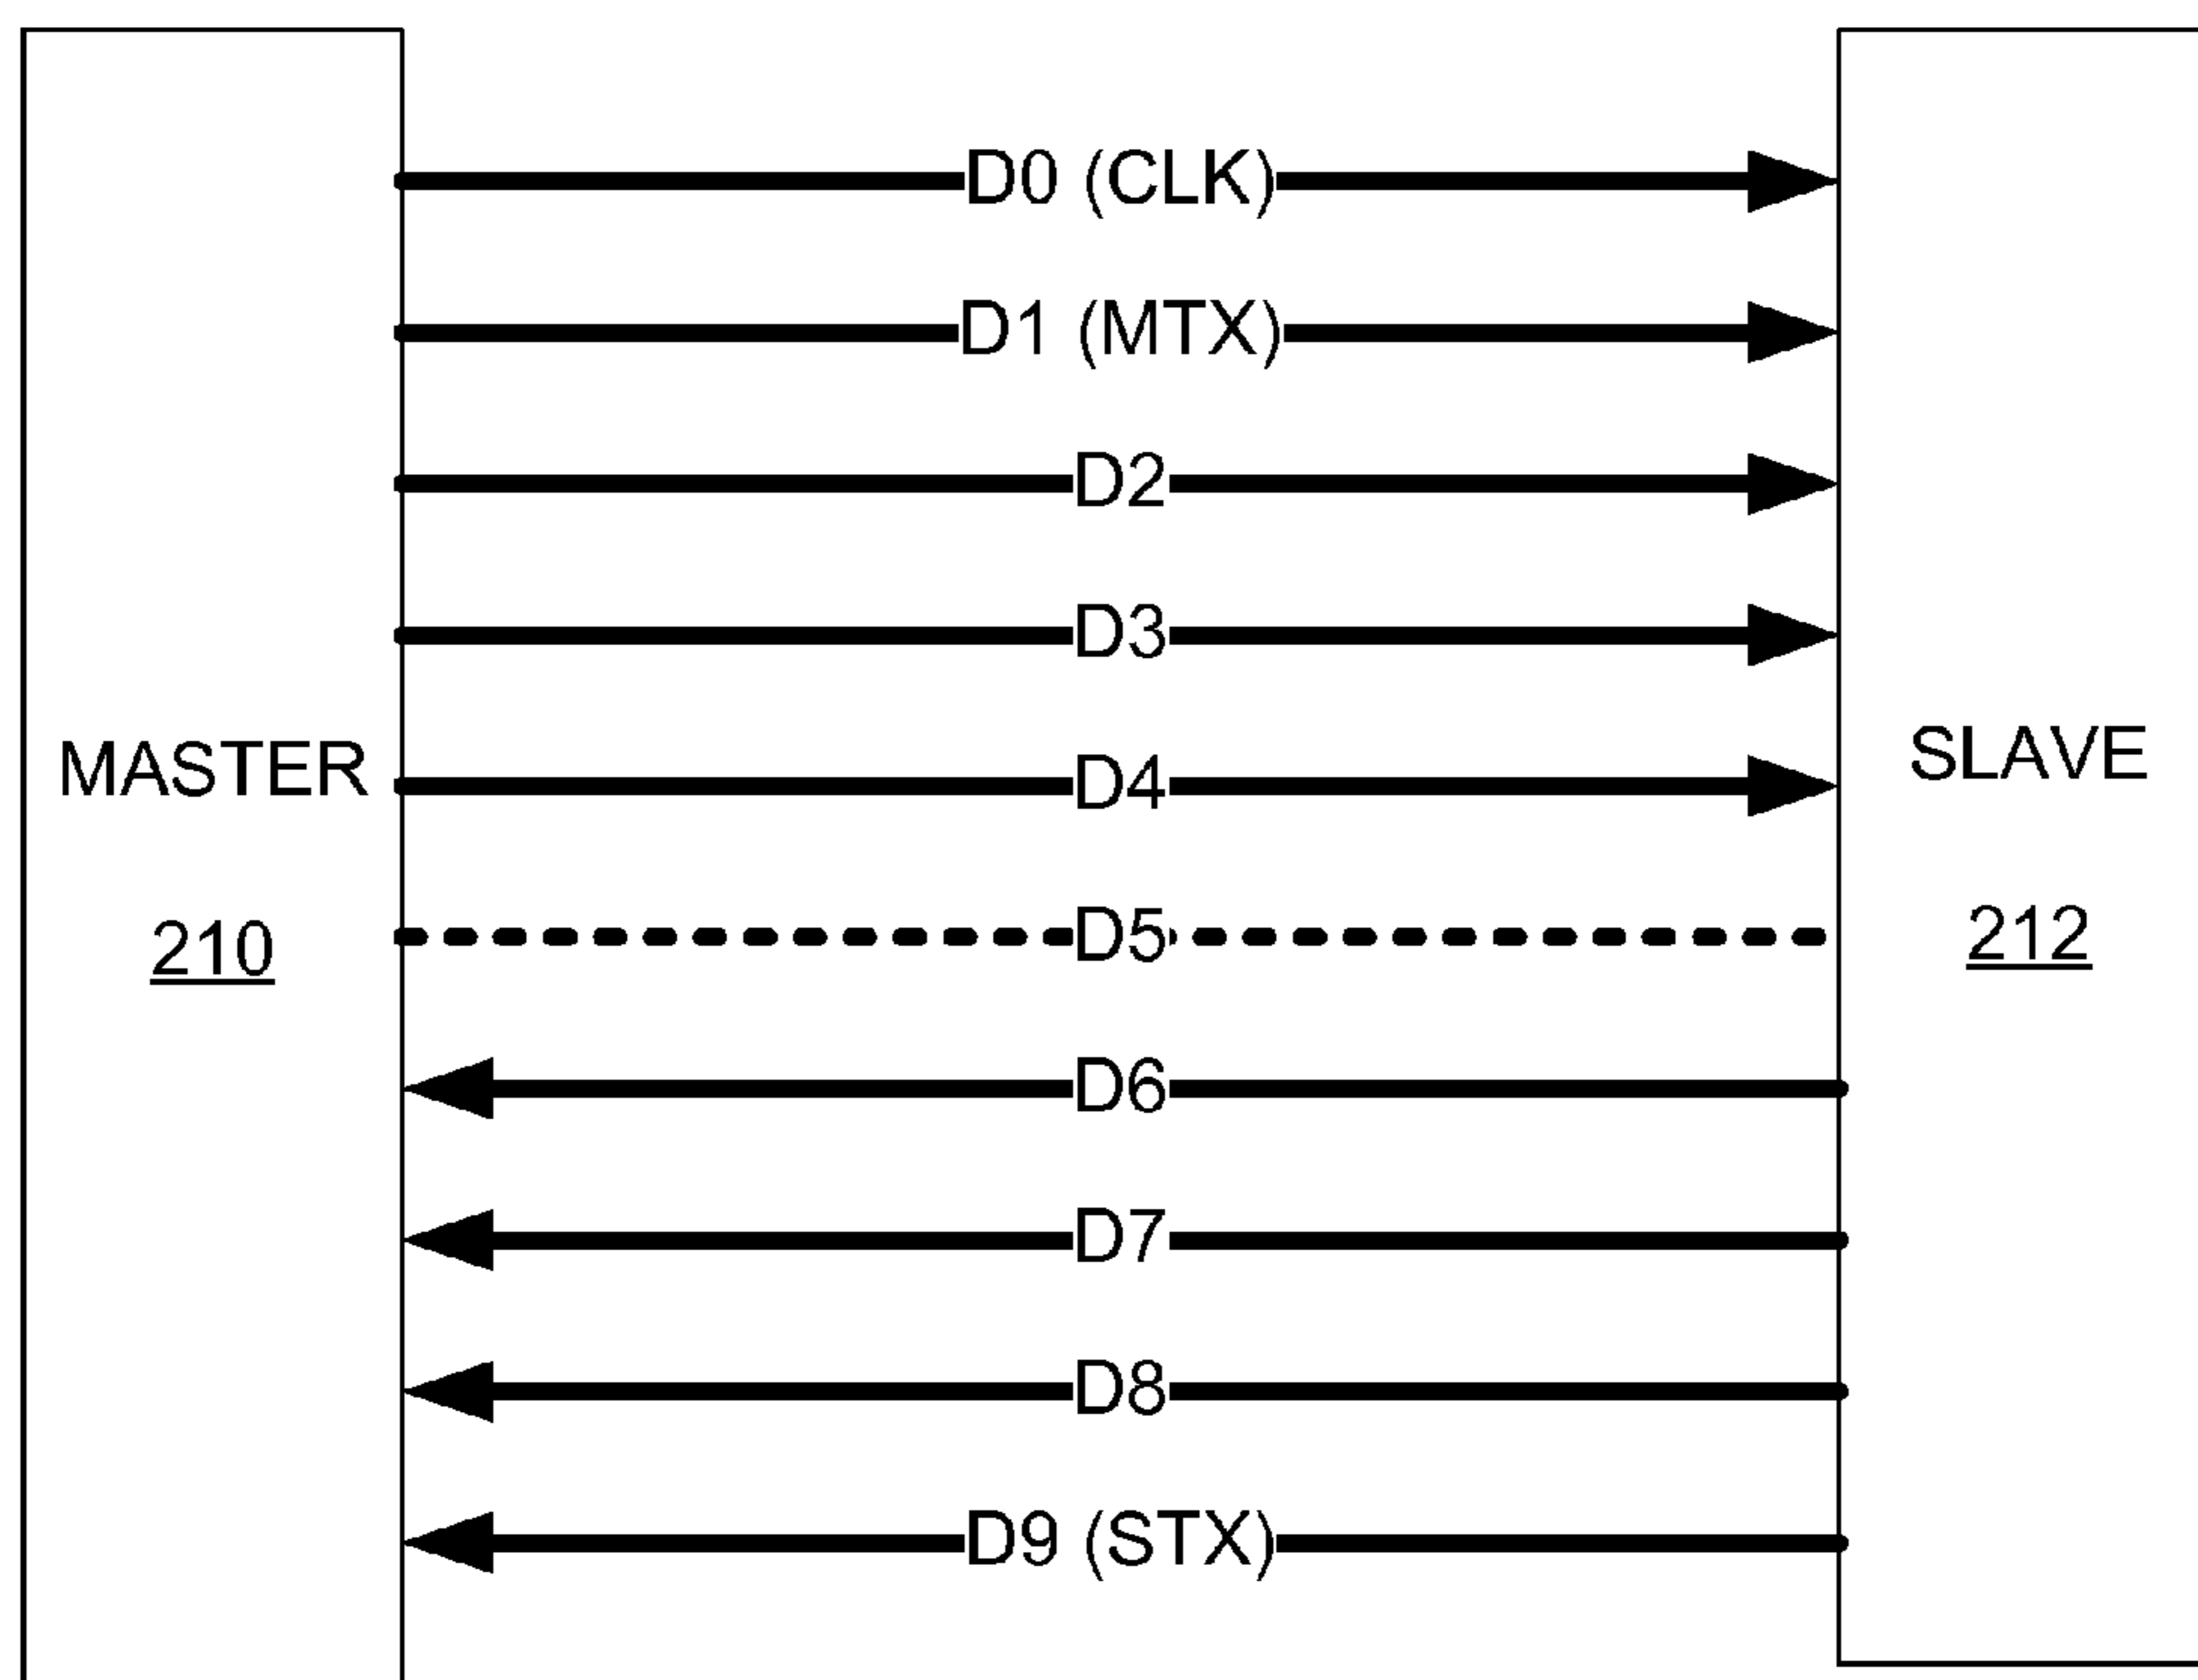 D0 (CLK)
D1 (MTX)
D2
D3
D4
D5
D6
D7
D8
D9 (STX)
MASTER
210
SLAVE
212